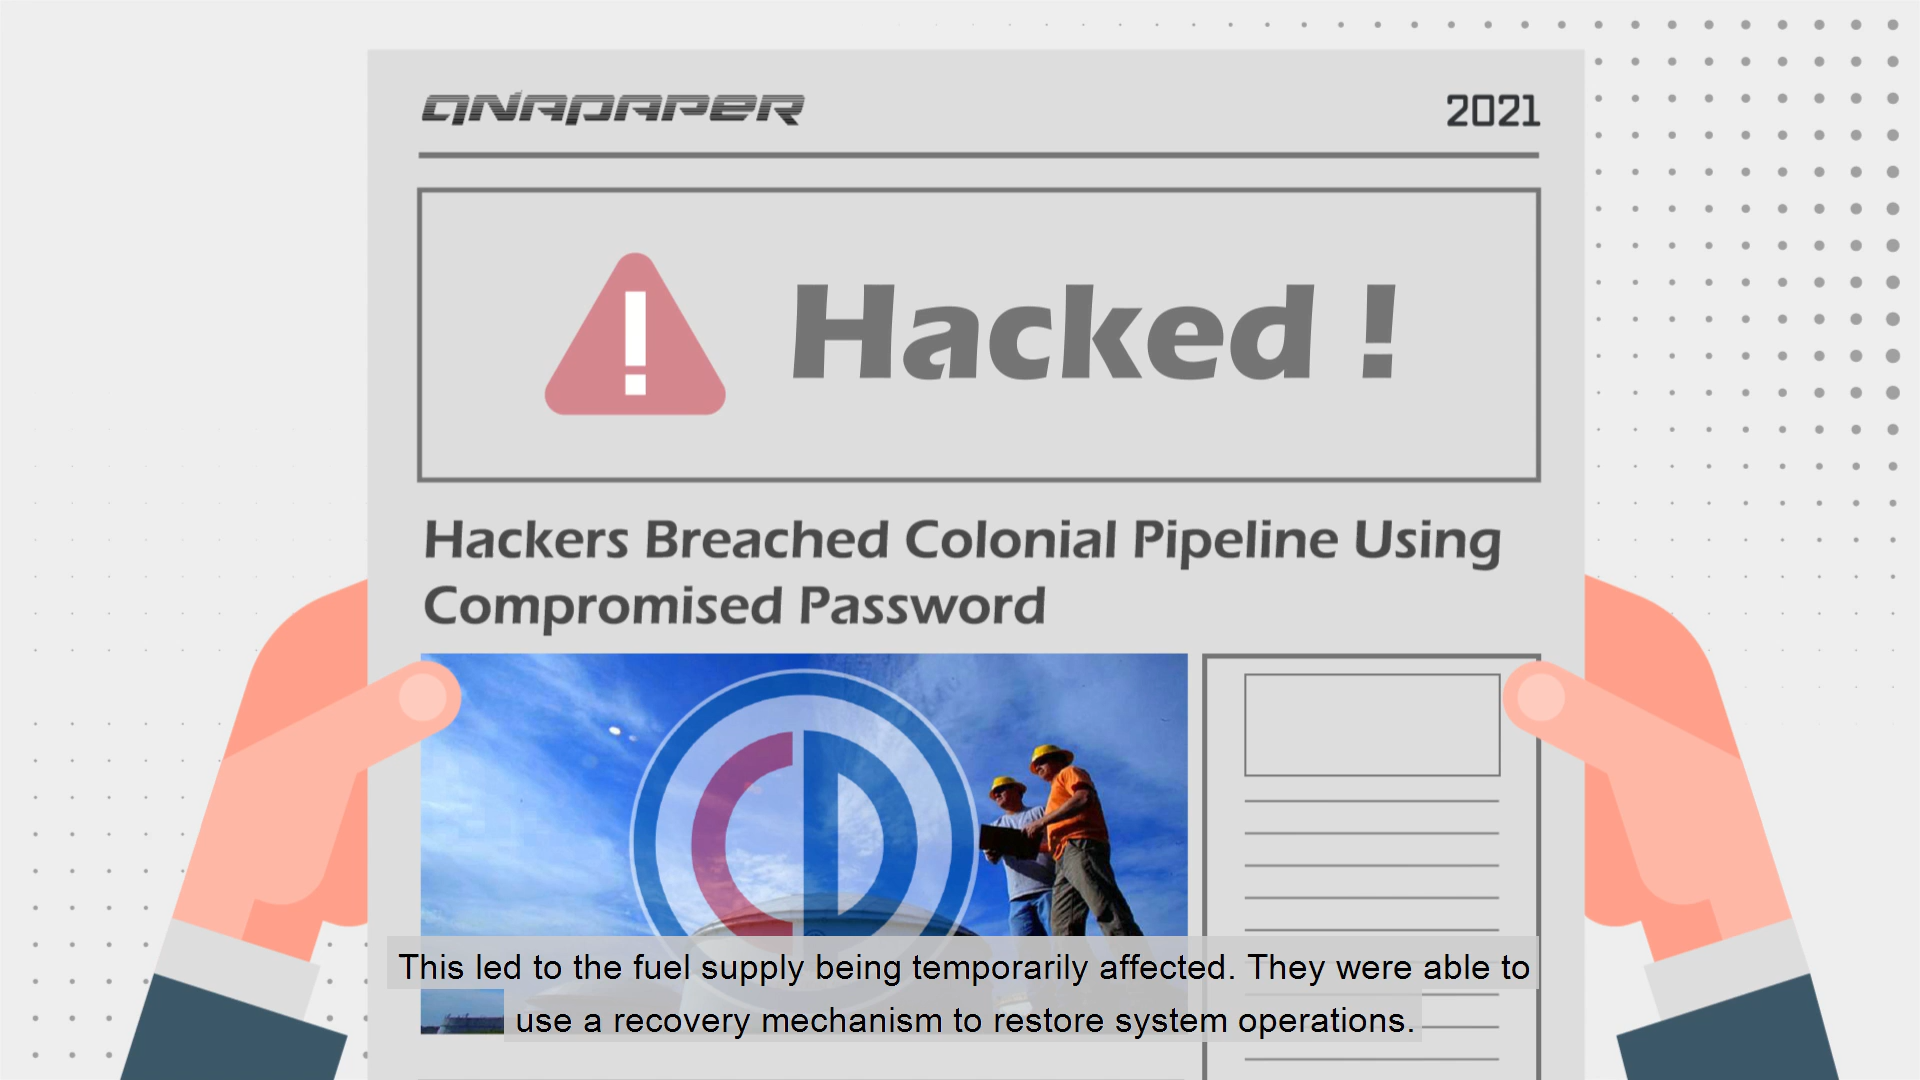 QNAPAPER
2021
Hacked !
Hackers Breached Colonial Pipeline Using
Compromised Password
This led to the fuel supply being temporarily affected. They were able to
use a recovery mechanism to restore system operations.